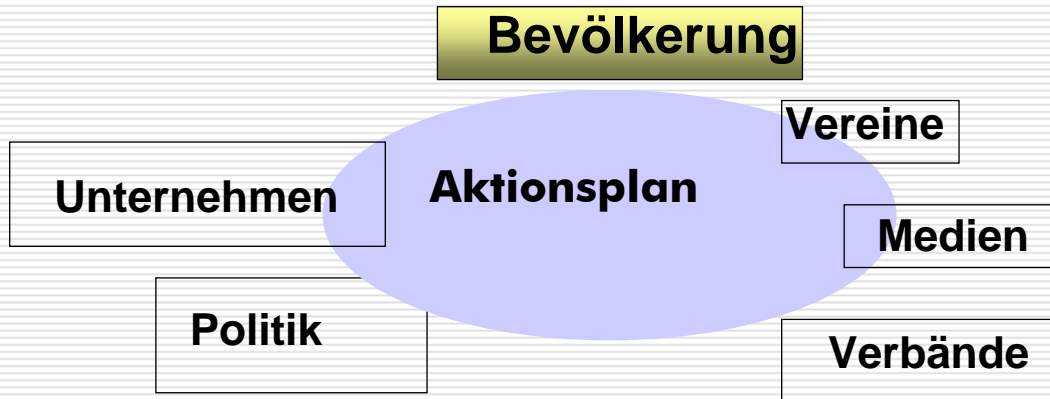 Bevölkerung
Vereine
Aktionsplan
Unternehmen
Medien
Politik
Verbände